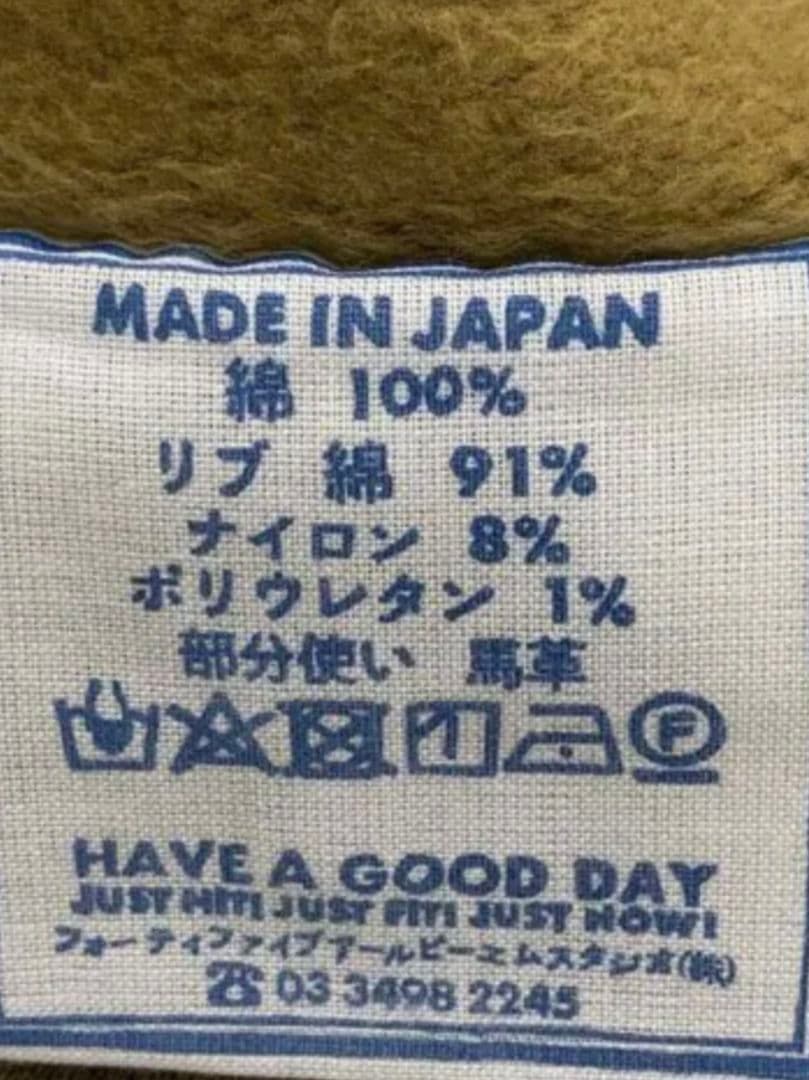 MADE IN JAPAN
綿 100%
リブ 綿 91%
ナイロン 8%
ポリウレタン 1%
部分使い 馬革
F
HAVE A GOOD DAY
JUST HIT! JUST FIT! JUST NOW!
フォーティファイブアールピーエムスタジオ(株)
☎ 03 3498 2245